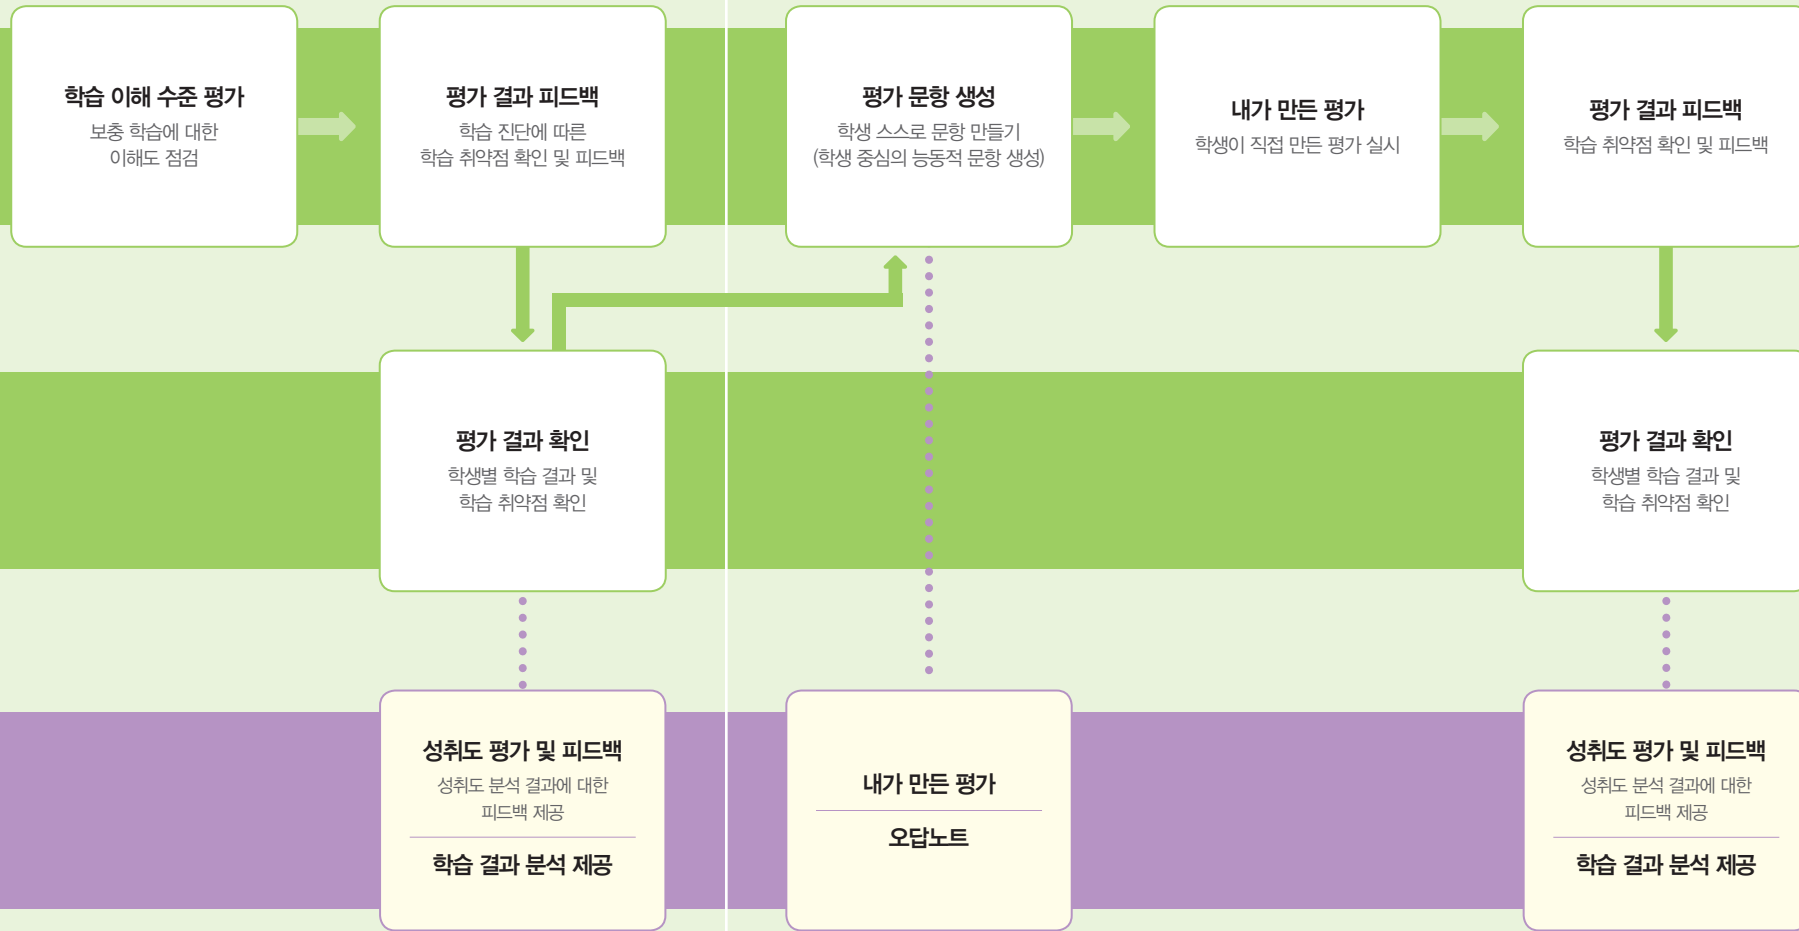 학습 이해 수준 평가
보충 학습에 대한
이해도 점검
평가 결과 피드백
학습 진단에 따른
학습 취약점 확인 및 피드백
평가 문항 생성
학생 스스로 문항 만들기
(학생 중심의 능동적 문항 생성)
내가 만든 평가
학생이 직접 만든 평가 실시
평가 결과 피드백
학습 취약점 확인 및 피드백
평가 결과 확인
학생별 학습 결과 및
학습 취약점 확인
평가 결과 확인
학생별 학습 결과 및
학습 취약점 확인
성취도 평가 및 피드백
성취도 분석 결과에 대한
피드백 제공
학습 결과 분석 제공
내가 만든 평가
오답노트
성취도 평가 및 피드백
성취도 분석 결과에 대한
피드백 제공
학습 결과 분석 제공